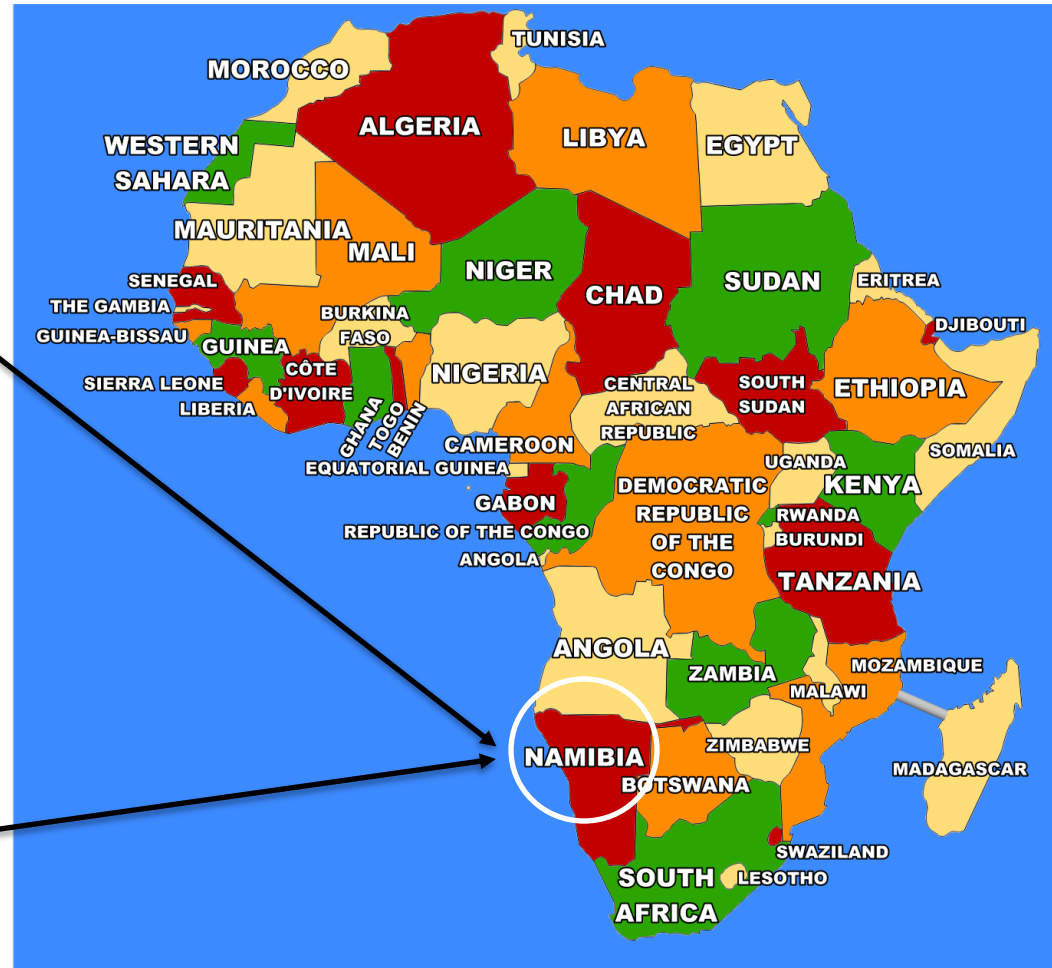 TUNISIA
MOROCCO
ALGERIA
LIBYA
EGYPT
WESTERN
SAHARA
MAURITANIA
MALI
NIGER
SUDAN
CHAD
ERITREA
SENEGAL
THE GAMBIA
GUINEA-BISSAU
BURKINA
FASO
DJIBOUTI
GUINEA
CÔTE
D'IVOIRE
SIERRA LEONE
LIBERIA
GHANA
TOGO
BENIN
NIGERIA
CENTRAL
AFRICAN
REPUBLIC
SOUTH
SUDAN
ETHIOPIA
SOMALIA
CAMEROON
EQUATORIAL GUINEA
GABON
REPUBLIC OF THE CONGO
ANGOLA
DEMOCRATIC
REPUBLIC
OF THE
CONGO
UGANDA
KENYA
RWANDA
BURUNDI
TANZANIA
ANGOLA
ZAMBIA
MALAWI
MOZAMBIQUE
NAMIBIA
ZIMBABWE
BOTSWANA
MADAGASCAR
SWAZILAND
SOUTH
AFRICA
LESOTHO